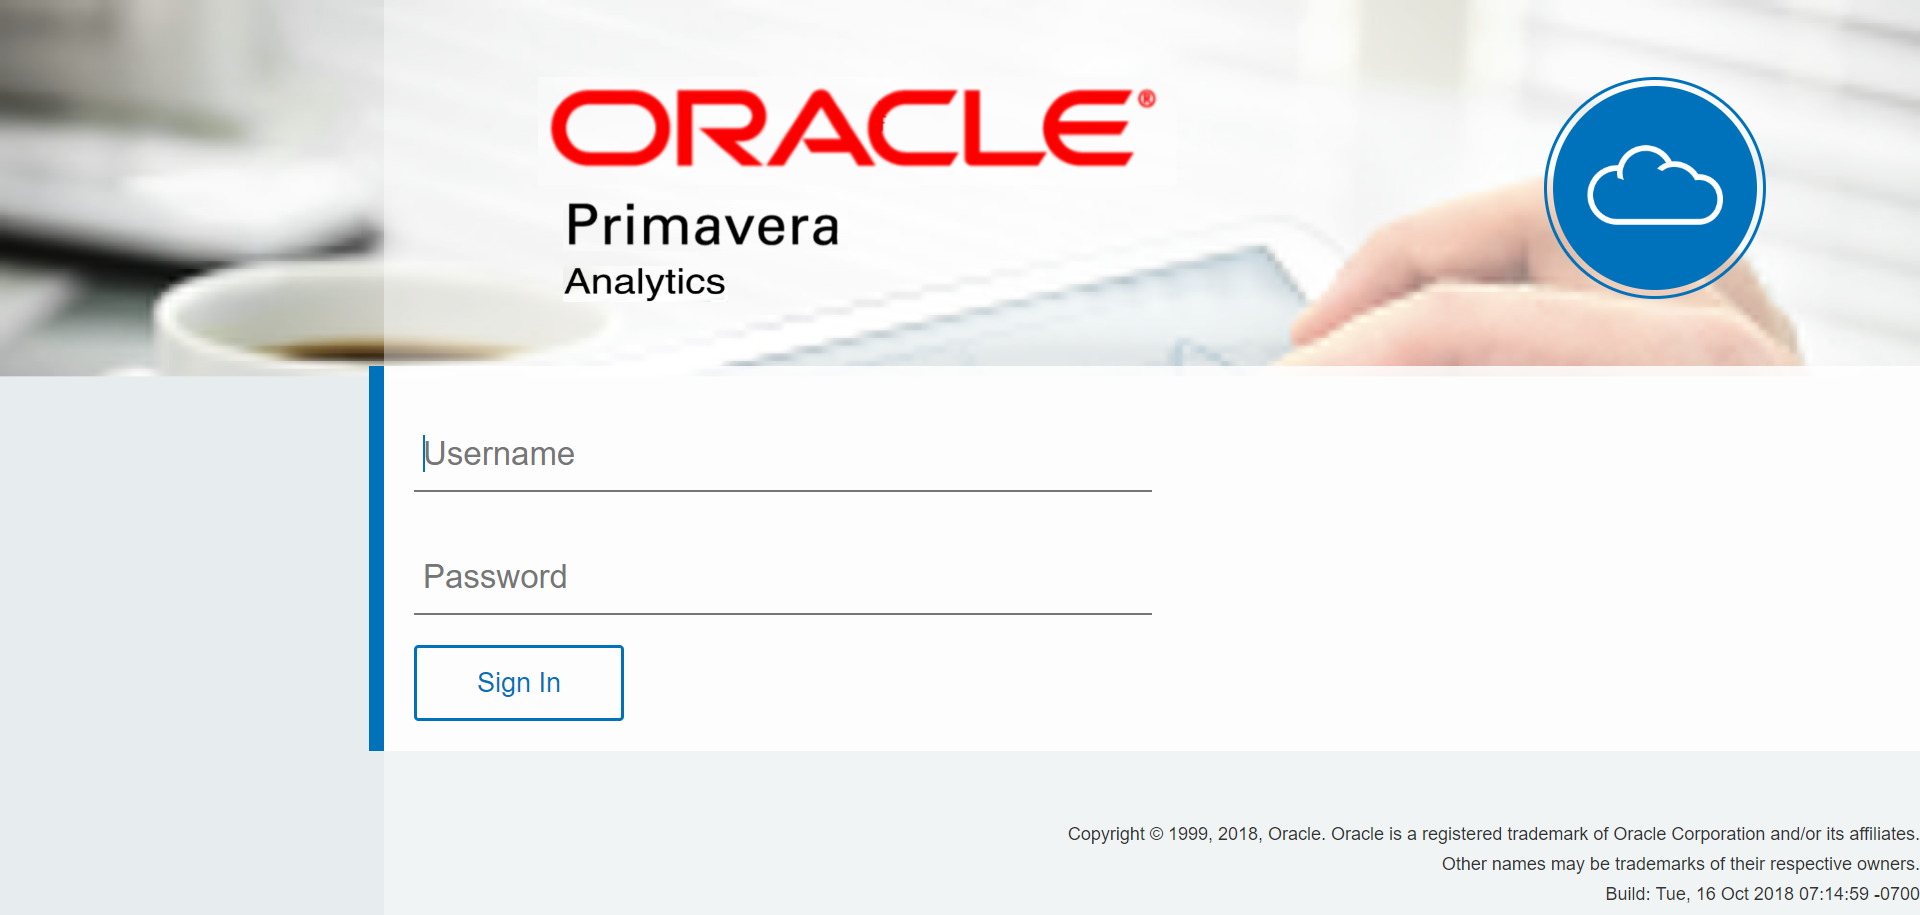 ORACLE®
Primavera
Analytics
Username
Password
Sign In
Copyright © 1999, 2018, Oracle. Oracle is a registered trademark of Oracle Corporation and/or its affiliates.
Other names may be trademarks of their respective owners.
Build: Tue, 16 Oct 2018 07:14:59 -0700